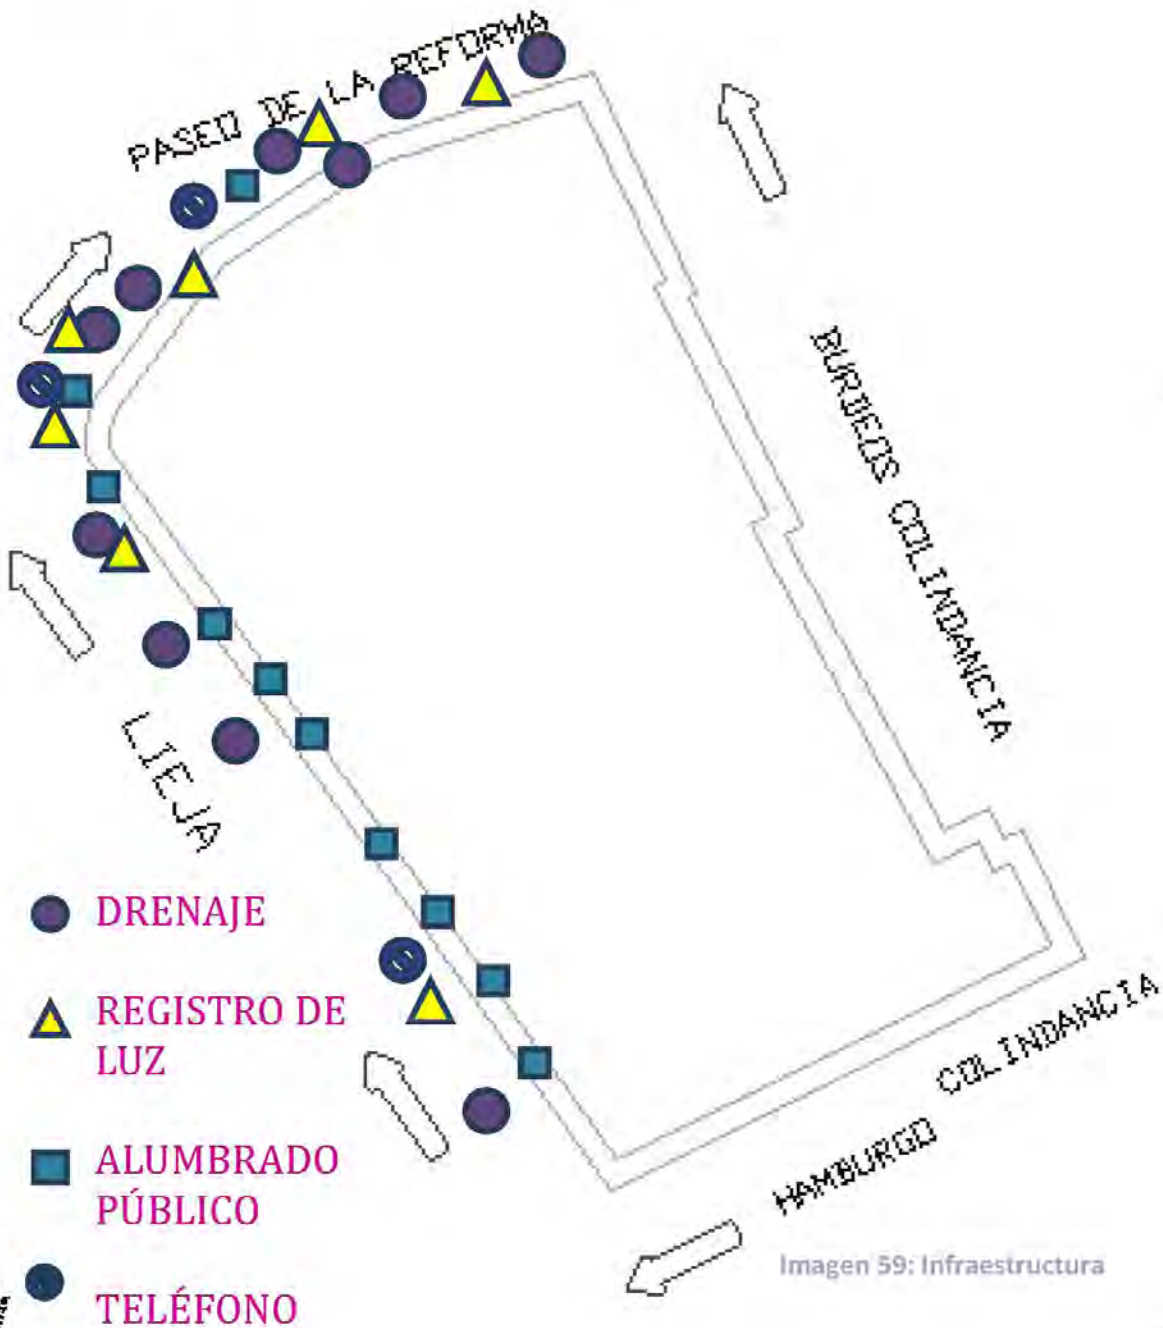 PASEO DE LA REFORMA
BURDEOS COLINDANCIA
LIEJA
DRENAJE
REGISTRO DE
LUZ
COLINDANCIA
HAMBURGO
ALUMBRADO
PÚBLICO
Imagen 59: Infraestructura
TELÉFONO